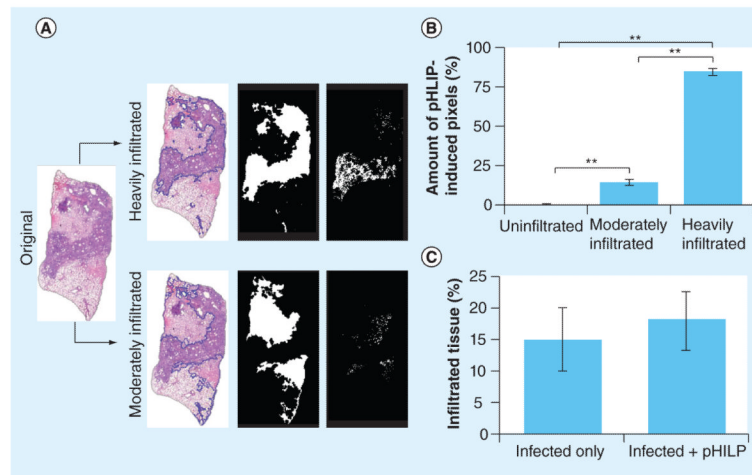 A
Original
Heavily infiltrated
Moderately infiltrated
B
Amount of pHLIP-
induced pixels (%)
100
75
50
25
0
**
**
**
Uninfiltrated
Moderately
infiltrated
Heavily
infiltrated
C
Infiltrated tissue (%)
25
20
15
10
5
0
Infected only
Infected + pHILP